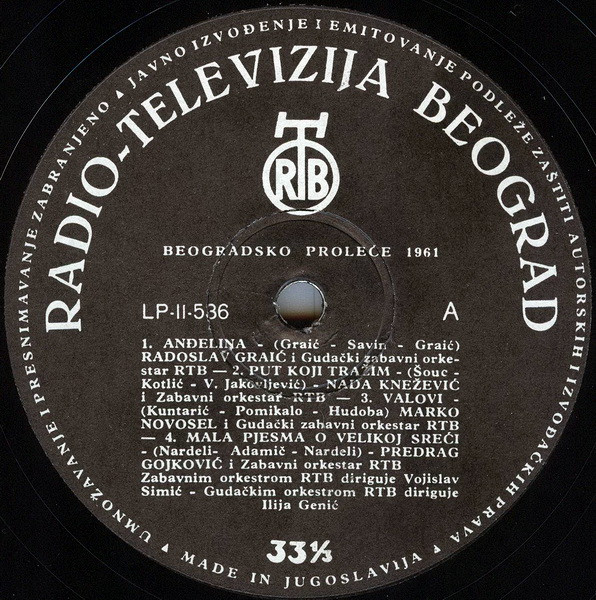 UMNOŽAVANJE I PRESNIMAVANJE ZABRANJENO ▲ JAVNO IZVOĐENJE I EMITOVANJE PODLEŽE ZAŠTITI AUTORSKIH I IZVOĐAČKIH PRAVA ▲
RADIO-TELEVIZIJA BEOGRAD
RTB
BEOGRADSKO PROLEĆE 1961
LP-II-536 A
1. ANĐELINA - (Graić - Savin - Graić)
RADOSLAV GRAIĆ i Gudački zabavni orke-
star RTB — 2. PUT KOJI TRAŽIM - (Šouc -
Kotlić - V. Jakovljević) - NADA KNEŽEVIĆ
i Zabavni orkestar RTB — 3. VALOVI -
(Kuntarić - Pomikalo - Hudoba) MARKO
NOVOSEL i Gudački zabavni orkestar RTB
— 4. MALA PJESMA O VELIKOJ SREĆI
- (Nardeli- Adamič - Nardeli) - PREDRAG
GOJKOVIĆ i Zabavni orkestar RTB
Zabavnim orkestrom RTB diriguje Vojislav
Simić - Gudačkim orkestrom RTB diriguje
Ilija Genić
33⅓
MADE IN JUGOSLAVIJA ▲